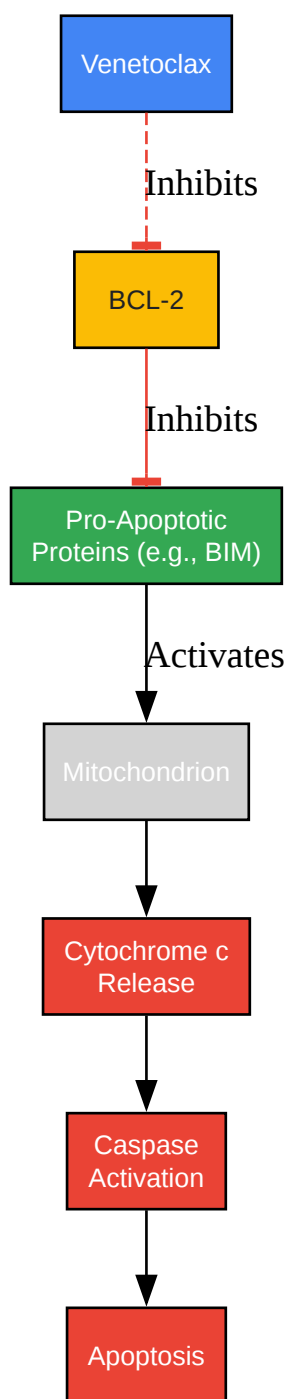 Venetoclax
Inhibits
BCL-2
Inhibits
Pro-Apoptotic
Proteins (e.g., BIM)
Activates
Mitochondrion
Cytochrome c
Release
Caspase
Activation
Apoptosis